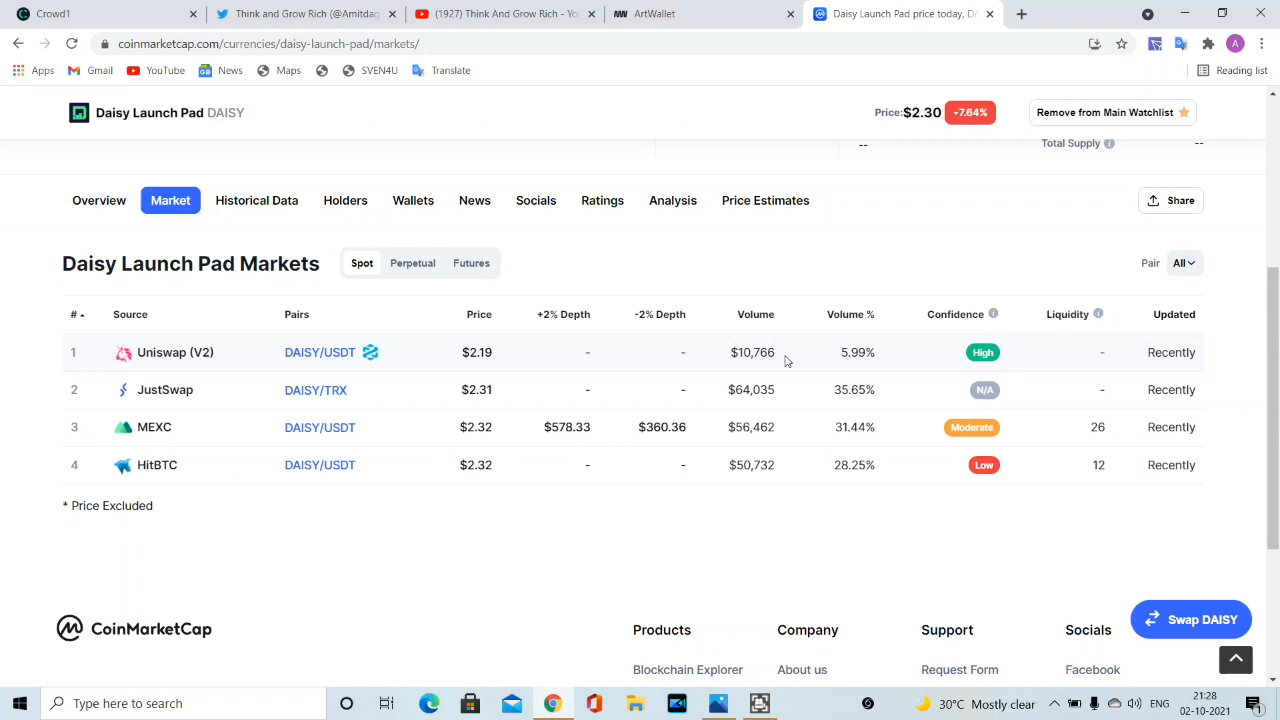 Crowd1
Think and Grow Rich (@Amitdag
(1927) Think And Grow Rich - You
ArtWallet
Daisy Launch Pad price today, DA
coinmarketcap.com/currencies/daisy-launch-pad/markets/
A
Apps
Gmail
YouTube
News
Maps
SVEN4U
Translate
Reading list
Daisy Launch Pad DAISY
Price:$2.30 -7.64%
Remove from Main Watchlist
--
Total Supply --
Overview Market Historical Data Holders Wallets News Socials Ratings Analysis Price Estimates
Share
Daisy Launch Pad Markets Spot Perpetual Futures
Pair All
# Source Pairs Price +2% Depth -2% Depth Volume Volume % Confidence Liquidity Updated
1 Uniswap (V2) DAISY/USDT $2.19 - - $10,766 5.99% High - Recently
2 JustSwap DAISY/TRX $2.31 - - $64,035 35.65% N/A - Recently
3 MEXC DAISY/USDT $2.32 $578.33 $360.36 $56,462 31.44% Moderate 26 Recently
4 HitBTC DAISY/USDT $2.32 - - $50,732 28.25% Low 12 Recently
* Price Excluded
CoinMarketCap
Products Company Support Socials
Swap DAISY
Blockchain Explorer About us Request Form Facebook
Type here to search
30°C Mostly clear
ENG
21:28
02-10-2021
1